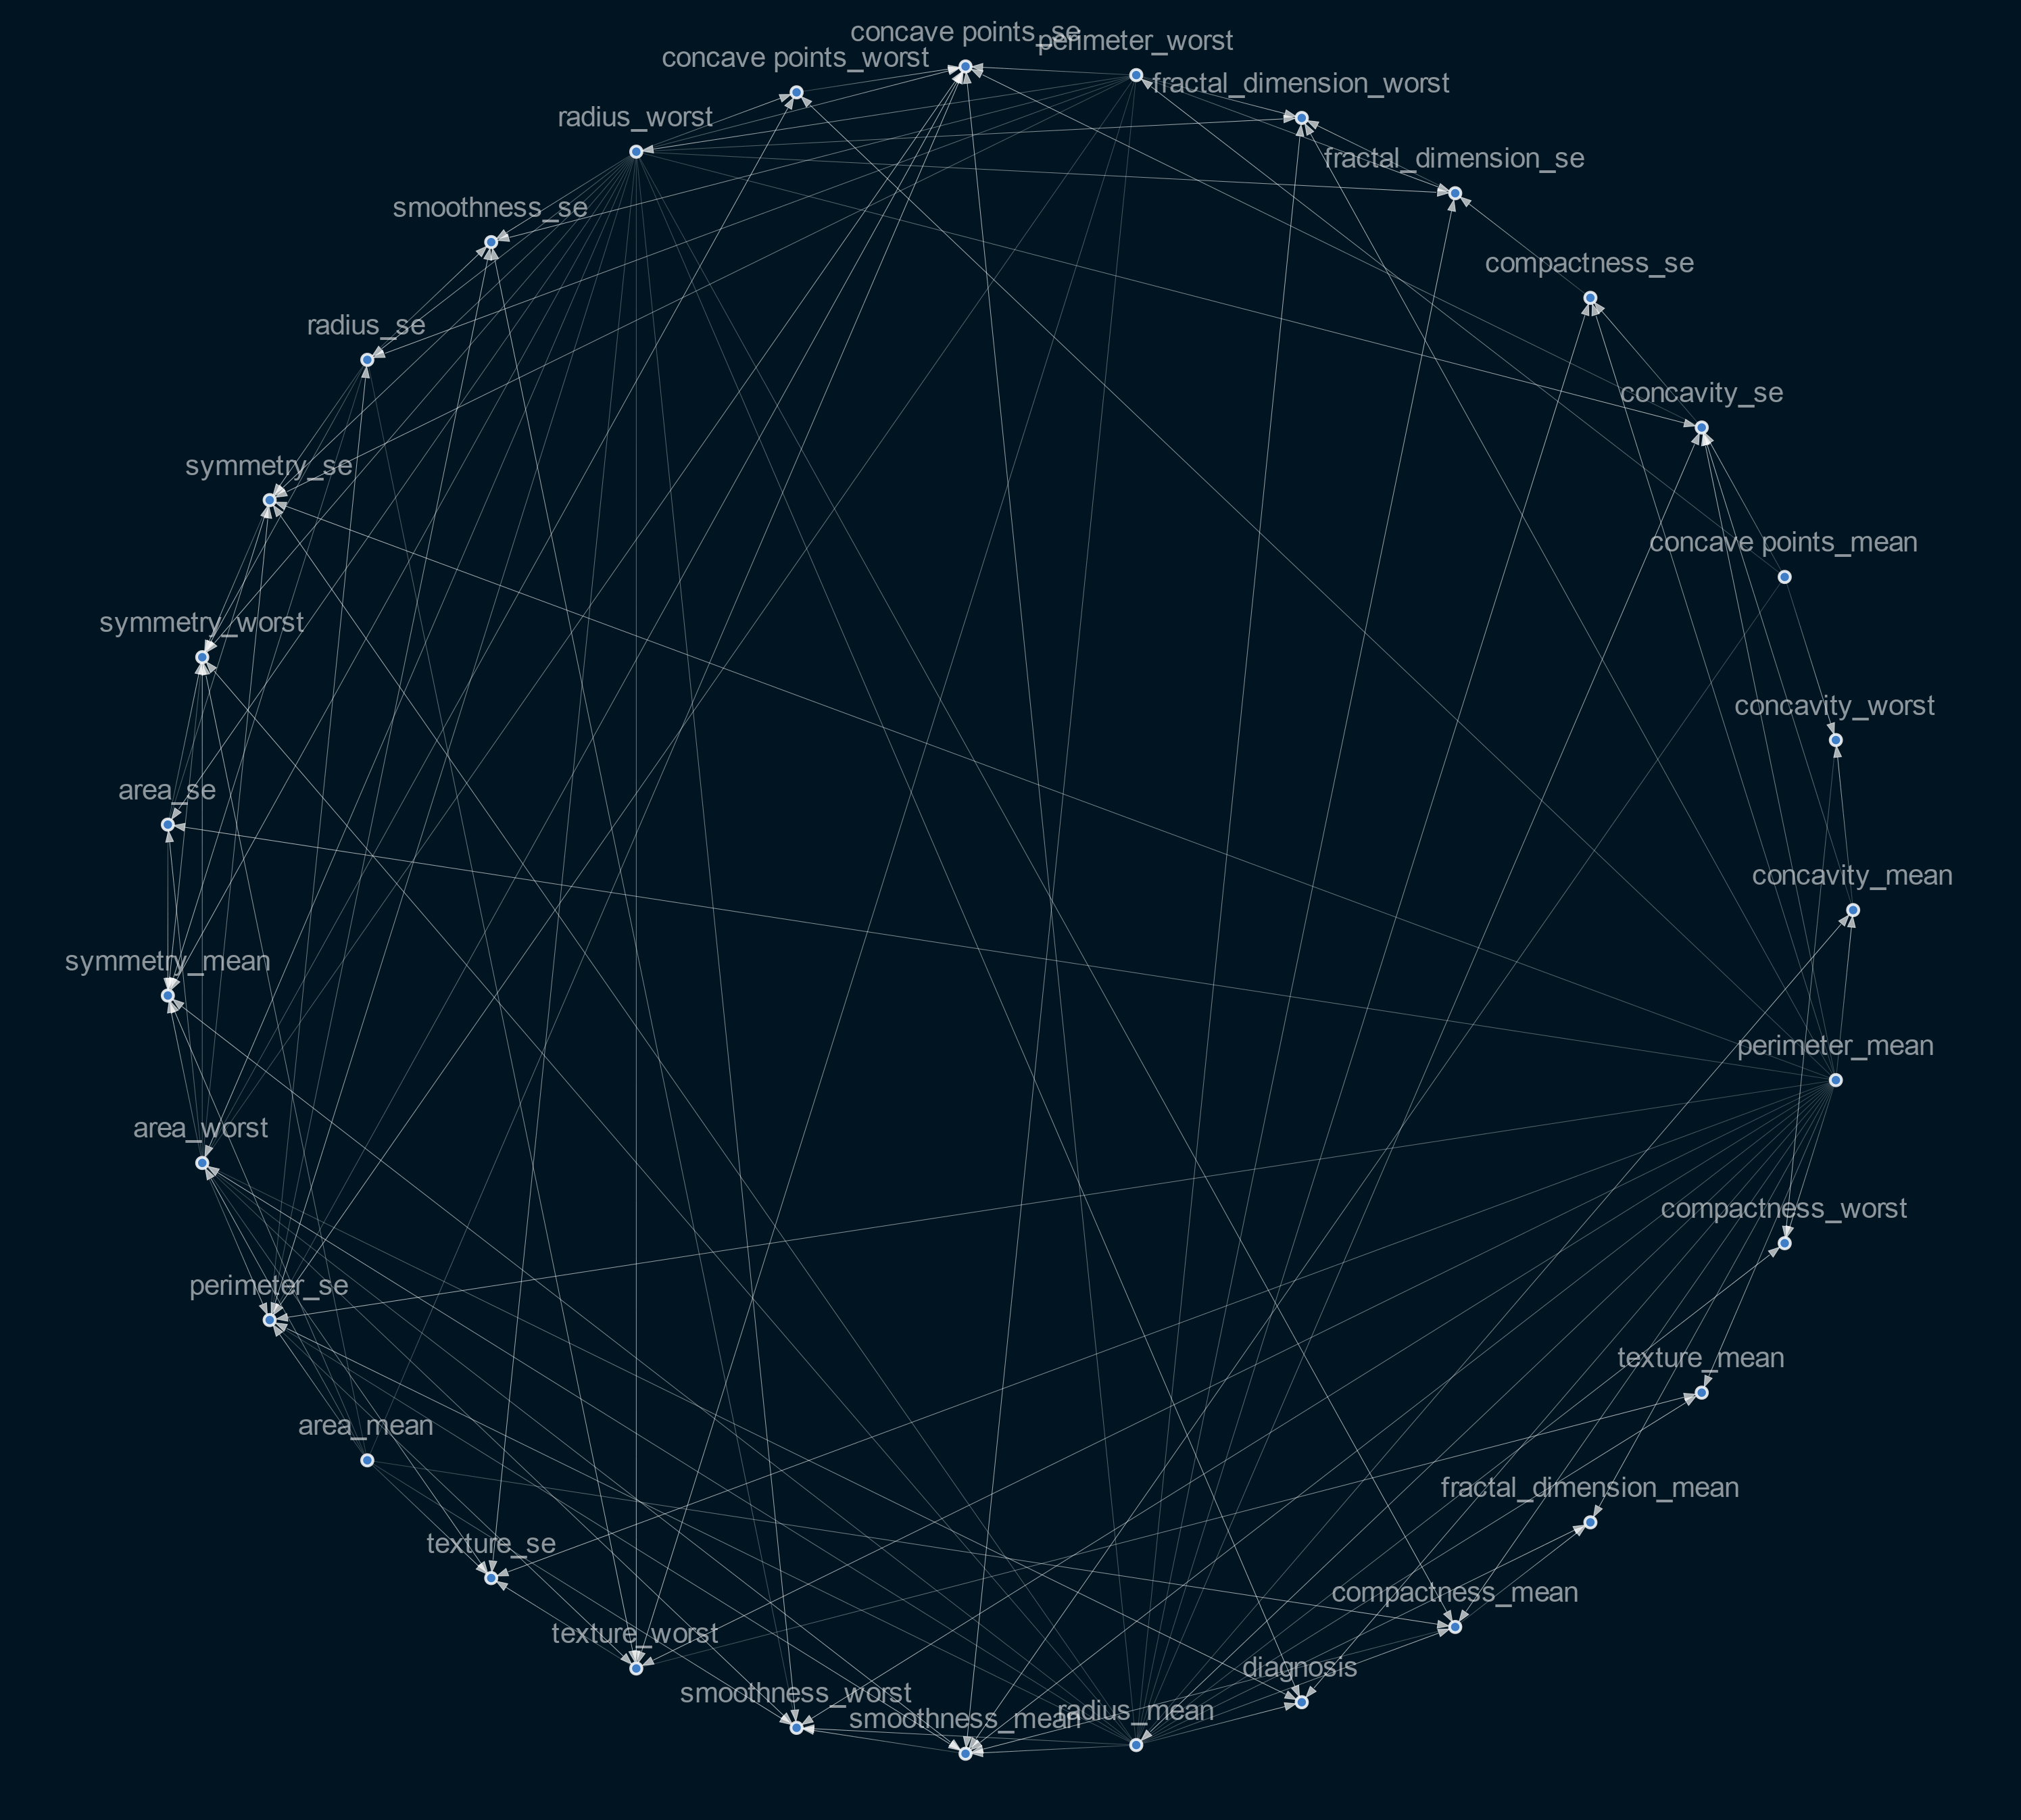 concave points_se
perimeter_worst
concave points_worst
fractal_dimension_worst
radius_worst
fractal_dimension_se
smoothness_se
compactness_se
radius_se
concavity_se
symmetry_se
concave points_mean
symmetry_worst
concavity_worst
area_se
concavity_mean
symmetry_mean
perimeter_mean
area_worst
compactness_worst
perimeter_se
texture_mean
area_mean
fractal_dimension_mean
texture_se
compactness_mean
texture_worst
diagnosis
smoothness_worst
radius_mean
smoothness_mean